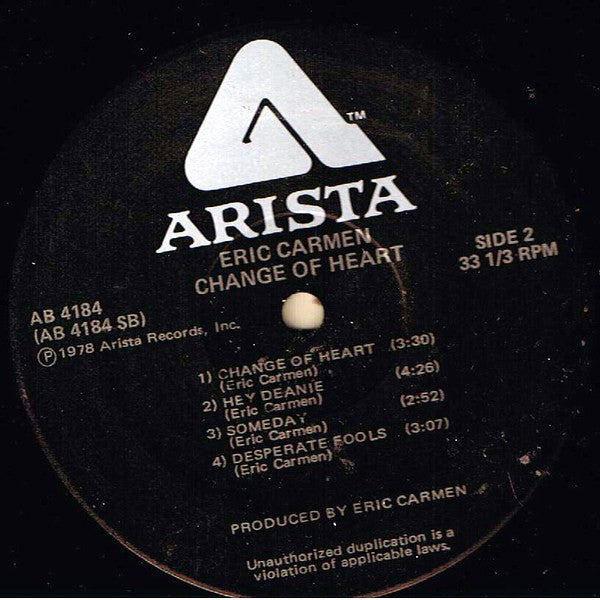 TM
ARISTA
ERIC CARMEN
CHANGE OF HEART
SIDE 2
33 1/3 RPM
AB 4184
(AB 4184 SB)
Ⓟ1978 Arista Records, Inc.
1) CHANGE OF HEART (3:30)
(Eric Carmen)
2) HEY DEANIE (4:26)
(Eric Carmen)
3) SOMEDAY (2:52)
(Eric Carmen)
4) DESPERATE FOOLS (3:07)
(Eric Carmen)
PRODUCED BY ERIC CARMEN
Unauthorized duplication is a
violation of applicable laws.